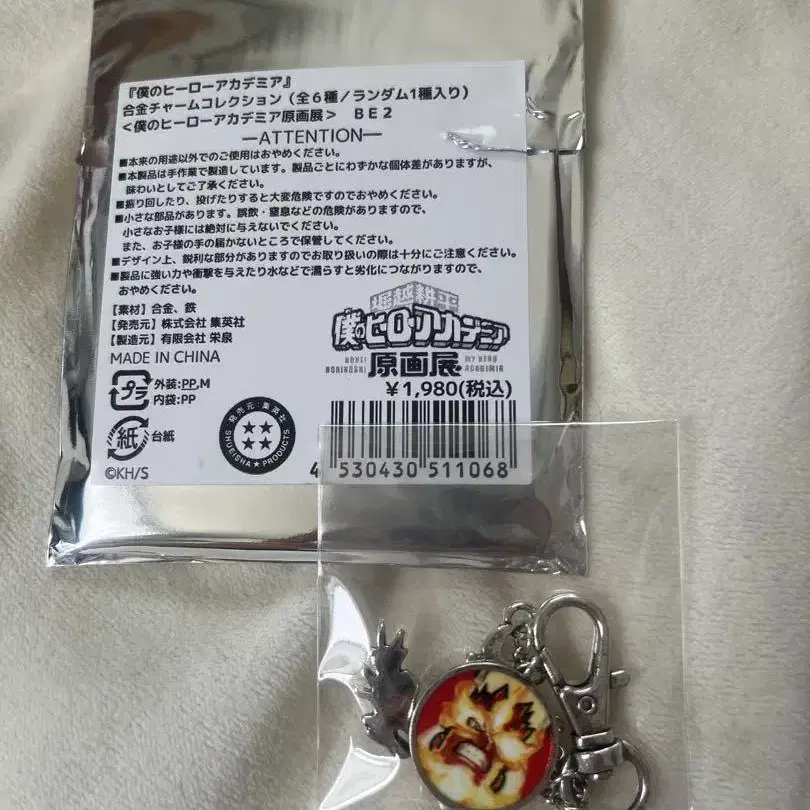 『僕のヒーローアカデミア』
合金チャームコレクション（全６種／ランダム1種入り）
＜僕のヒーローアカデミア原画展＞　ＢＥ２
―ATTENTION―
■本来の用途以外でのご使用はおやめください。
■本製品は手作業で製造しています。製品ごとにわずかな個体差がありますが、
味わいとしてご了承ください。
■振り回したり、投げたりすると大変危険ですのでおやめください。
■小さな部品があります。誤飲・窒息などの危険がありますので、
小さなお子様には絶対に与えないでください。
また、お子様の手の届かないところで保管してください。
■デザイン上、鋭利な部分がありますのでお取り扱いの際は十分にご注意ください。
■製品に強い力や衝撃を与えたり水などで濡らすと劣化につながりますので、
おやめください。
【素材】合金、鉄
【発売元】株式会社 集英社
【製造元】有限会社 栄泉
MADE IN CHINA
プラ
外装:PP,M
内袋:PP
紙
台紙
©KH/S
発売元:集英社
SHUEISHA★PRODUCTS
堀越耕平
僕のヒーローアカデミア
KOHEI HORIKOSHI
MY HERO ACADEMIA
原画展
￥1,980(税込)
4 530430 511068